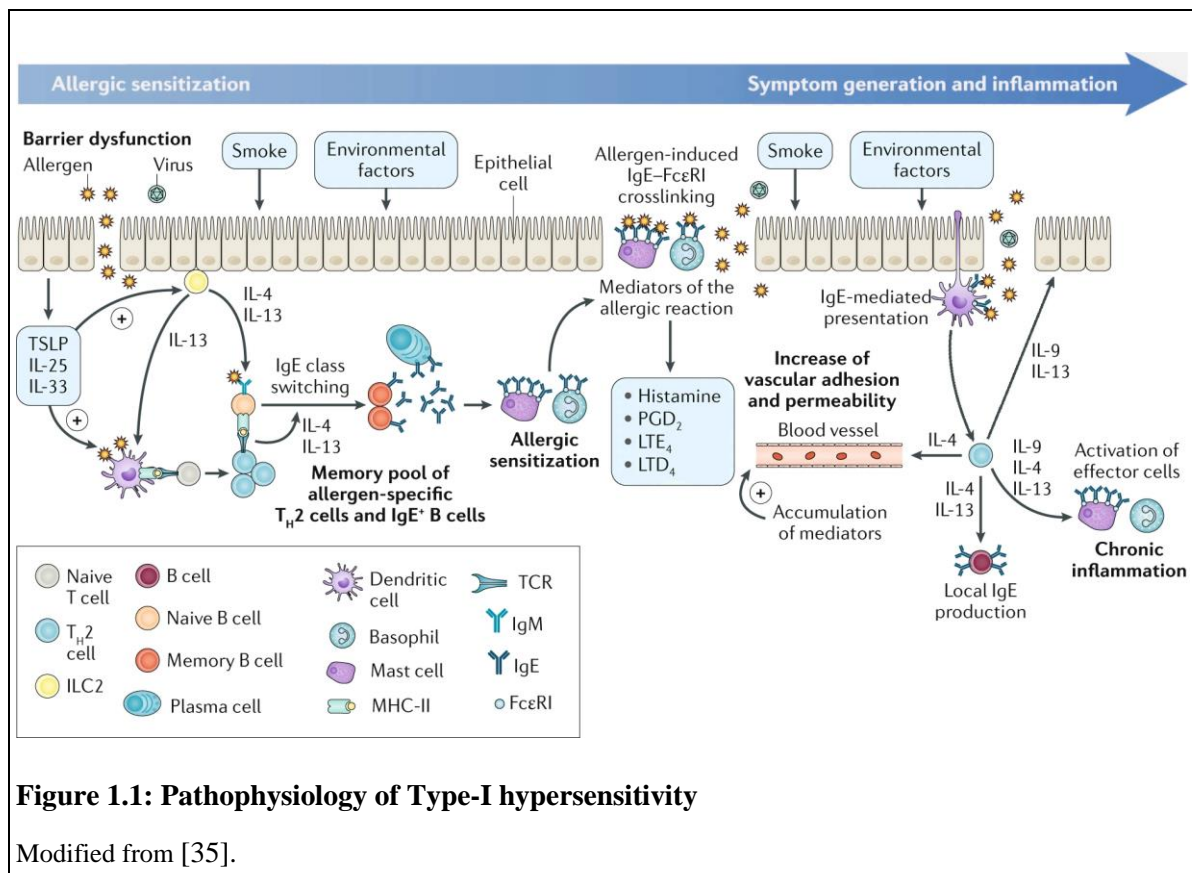 Allergic sensitization
Symptom generation and inflammation
Barrier dysfunction
Allergen
Virus
Smoke
Environmental
factors
Epithelial
cell
Allergen-induced
IgE–FcεRI
crosslinking
Smoke
Environmental
factors
TSLP
IL-25
IL-33
+
+
IL-13
IL-4
IL-13
IgE class
switching
IL-4
IL-13
Memory pool of
allergen-specific
T_H2 cells and IgE⁺ B cells
Allergic
sensitization
Mediators of the
allergic reaction
• Histamine
• PGD₂
• LTE₄
• LTD₄
Increase of
vascular adhesion
and permeability
Blood vessel
+
Accumulation
of mediators
IgE-mediated
presentation
IL-4
IL-9
IL-13
IL-9
IL-4
IL-13
IL-4
IL-13
Local IgE
production
Activation of
effector cells
Chronic
inflammation
Naive
T cell
T_H2
cell
ILC2
B cell
Naive B cell
Memory B cell
Plasma cell
Dendritic
cell
Basophil
Mast cell
MHC-II
TCR
IgM
IgE
FcεRI
Figure 1.1: Pathophysiology of Type-I hypersensitivity
Modified from [35].